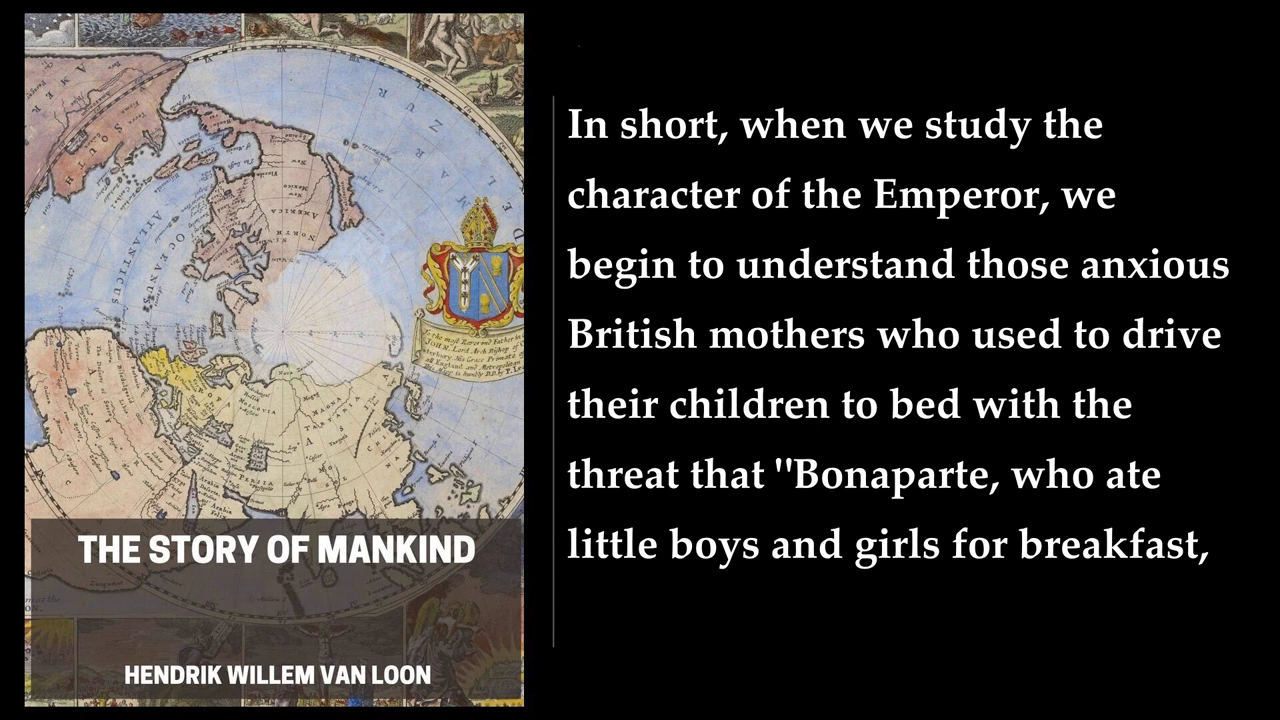 THE STORY OF MANKIND
HENDRIK WILLEM VAN LOON
In short, when we study the
character of the Emperor, we
begin to understand those anxious
British mothers who used to drive
their children to bed with the
threat that "Bonaparte, who ate
little boys and girls for breakfast,